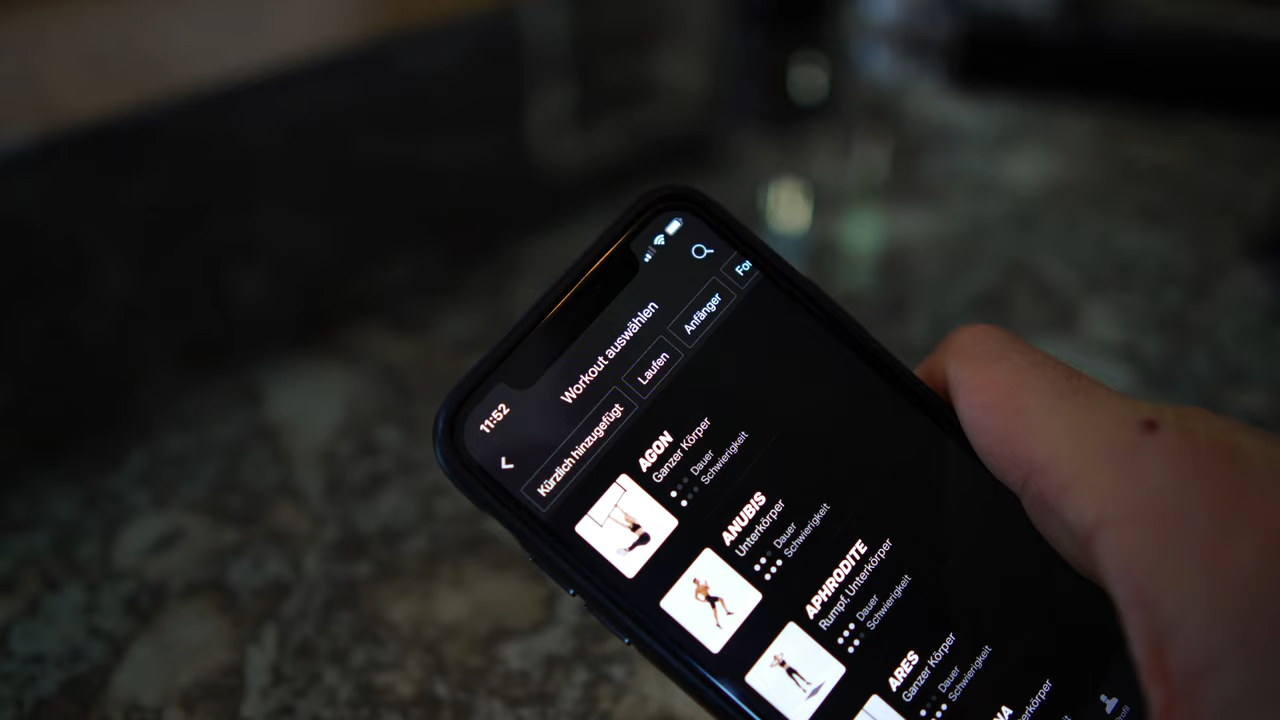 11:52
Workout auswählen
Kürzlich hinzugefügt
Laufen
Anfänger
For
AGON
Ganzer Körper
Dauer
Schwierigkeit
ANUBIS
Unterkörper
Dauer
Schwierigkeit
APHRODITE
Rumpf Unterkörper
Dauer
Schwierigkeit
ARES
Ganzer Körper
Dauer
Schwierigkeit